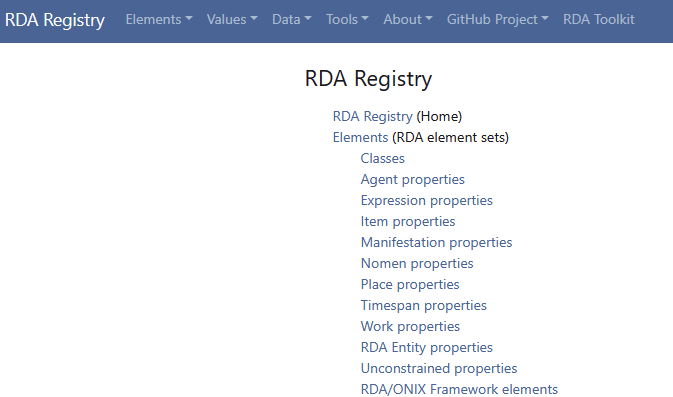 RDA Registry Elements Values Data Tools About GitHub Project RDA Toolkit
RDA Registry
RDA Registry (Home)
Elements (RDA element sets)
Classes
Agent properties
Expression properties
Item properties
Manifestation properties
Nomen properties
Place properties
Timespan properties
Work properties
RDA Entity properties
Unconstrained properties
RDA/ONIX Framework elements